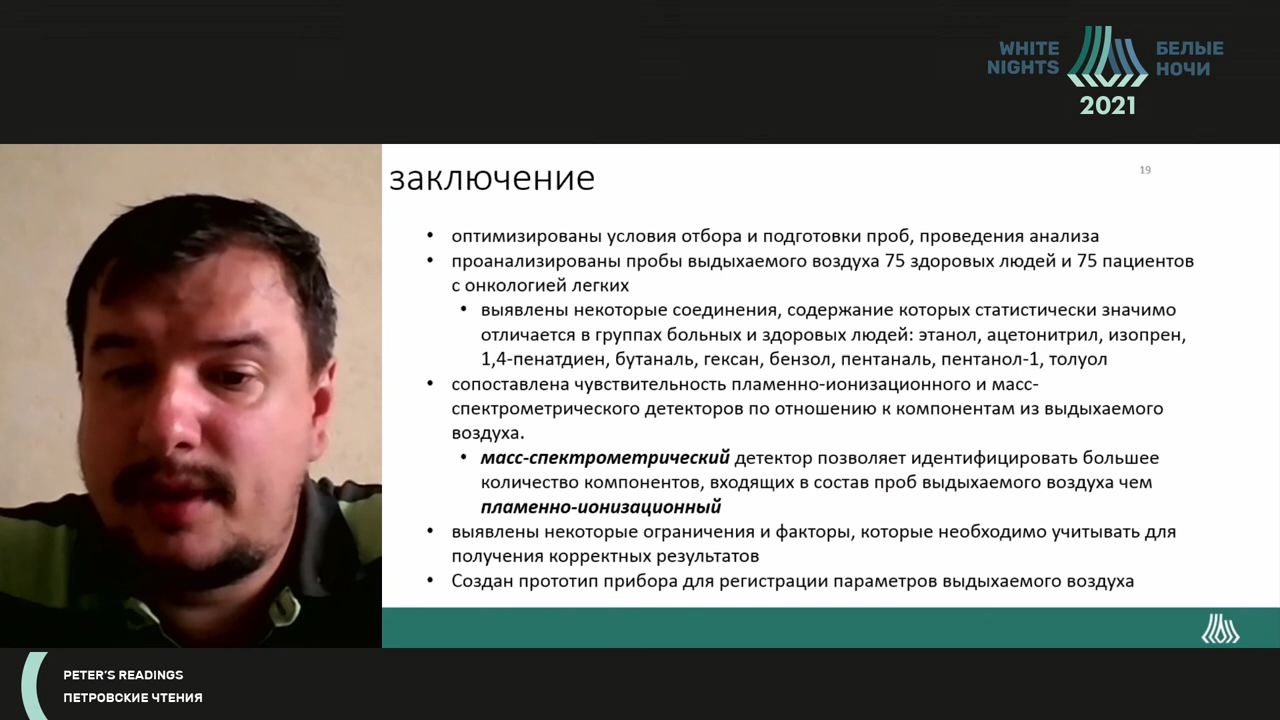 WHITE
NIGHTS
БЕЛЫЕ
НОЧИ
2021
заключение
19
• оптимизированы условия отбора и подготовки проб, проведения анализа
• проанализированы пробы выдыхаемого воздуха 75 здоровых людей и 75 пациентов
с онкологией легких
• выявлены некоторые соединения, содержание которых статистически значимо
отличается в группах больных и здоровых людей: этанол, ацетонитрил, изопрен,
1,4-пенатдиен, бутаналь, гексан, бензол, пентаналь, пентанол-1, толуол
• сопоставлена чувствительность пламенно-ионизационного и масс-
спектрометрического детекторов по отношению к компонентам из выдыхаемого
воздуха.
• масс-спектрометрический детектор позволяет идентифицировать большее
количество компонентов, входящих в состав проб выдыхаемого воздуха чем
пламенно-ионизационный
• выявлены некоторые ограничения и факторы, которые необходимо учитывать для
получения корректных результатов
• Создан прототип прибора для регистрации параметров выдыхаемого воздуха
PETER'S READINGS
ПЕТРОВСКИЕ ЧТЕНИЯ